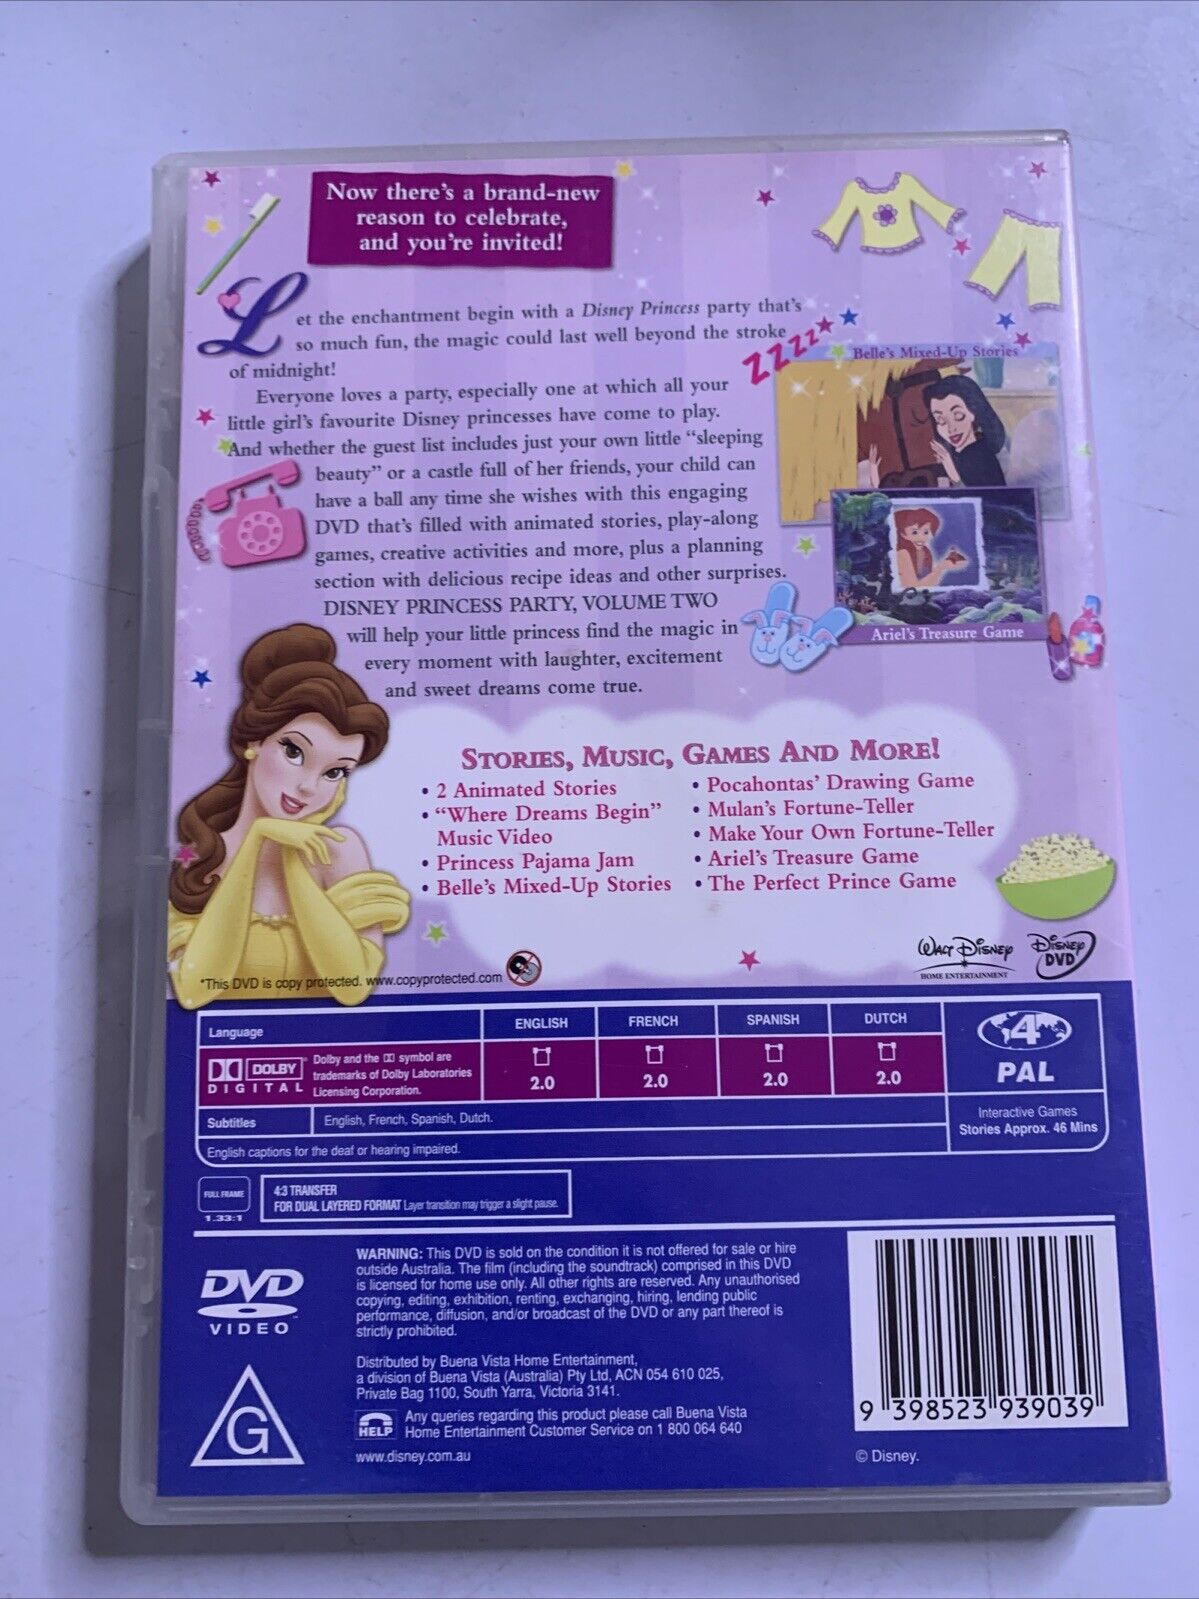 Now there's a brand-new
reason to celebrate,
and you're invited!
Let the enchantment begin with a Disney Princess party that's
so much fun, the magic could last well beyond the stroke
of midnight!
Everyone loves a party, especially one at which all your
little girl's favourite Disney princesses have come to play.
And whether the guest list includes just your own little "sleeping
beauty" or a castle full of her friends, your child can
have a ball any time she wishes with this engaging
DVD that's filled with animated stories, play-along
games, creative activities and more, plus a planning
section with delicious recipe ideas and other surprises.
DISNEY PRINCESS PARTY, VOLUME TWO
will help your little princess find the magic in
every moment with laughter, excitement
and sweet dreams come true.
ZZZZZ
Belle's Mixed-Up Stories
Ariel's Treasure Game
STORIES, MUSIC, GAMES AND MORE!
• 2 Animated Stories
• "Where Dreams Begin"
Music Video
• Princess Pajama Jam
• Belle's Mixed-Up Stories
• Pocahontas' Drawing Game
• Mulan's Fortune-Teller
• Make Your Own Fortune-Teller
• Ariel's Treasure Game
• The Perfect Prince Game
WALT DISNEY
HOME ENTERTAINMENT
DISNEY
DVD
*This DVD is copy protected. www.copyprotected.com
Language
ENGLISH FRENCH SPANISH DUTCH
DOLBY
DIGITAL
Dolby and the DD symbol are
trademarks of Dolby Laboratories
Licensing Corporation.
2.0 2.0 2.0 2.0
Subtitles English, French, Spanish, Dutch.
English captions for the deaf or hearing impaired.
4
PAL
Interactive Games
Stories Approx. 46 Mins
FULL FRAME
1.33:1
4:3 TRANSFER
FOR DUAL LAYERED FORMAT Layer transition may trigger a slight pause.
DVD
VIDEO
WARNING: This DVD is sold on the condition it is not offered for sale or hire
outside Australia. The film (including the soundtrack) comprised in this DVD
is licensed for home use only. All other rights are reserved. Any unauthorised
copying, editing, exhibition, renting, exchanging, hiring, lending public
performance, diffusion, and/or broadcast of the DVD or any part thereof is
strictly prohibited.
Distributed by Buena Vista Home Entertainment,
a division of Buena Vista (Australia) Pty Ltd, ACN 054 610 025,
Private Bag 1100, South Yarra, Victoria 3141.
HELP
Any queries regarding this product please call Buena Vista
Home Entertainment Customer Service on 1 800 064 640
www.disney.com.au
G
9 398523 939039
© Disney.